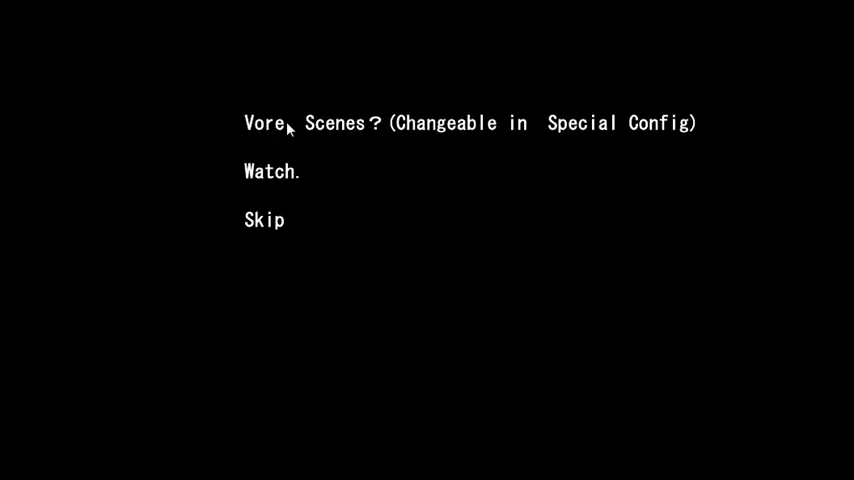 Vore, Scenes？(Changeable in  Special Config)
Watch.
Skip